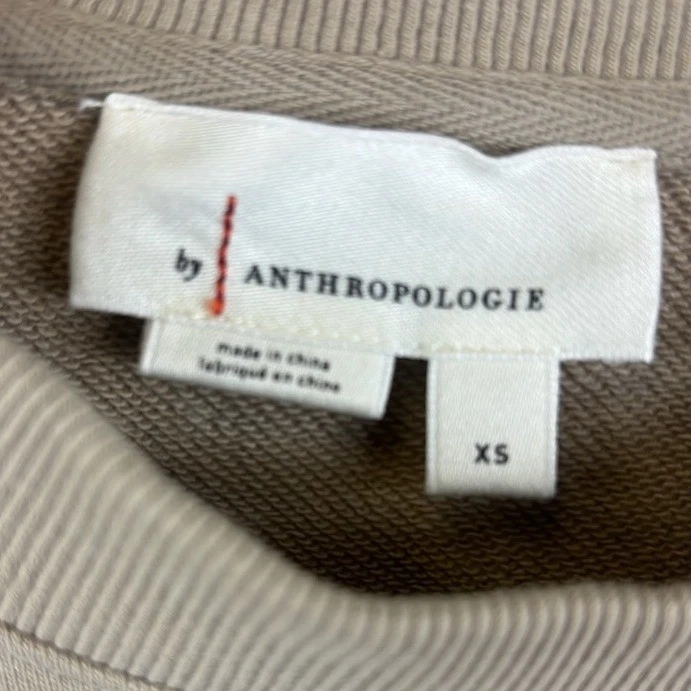 by ANTHROPOLOGIE
made in china
fabriqué en chine
XS